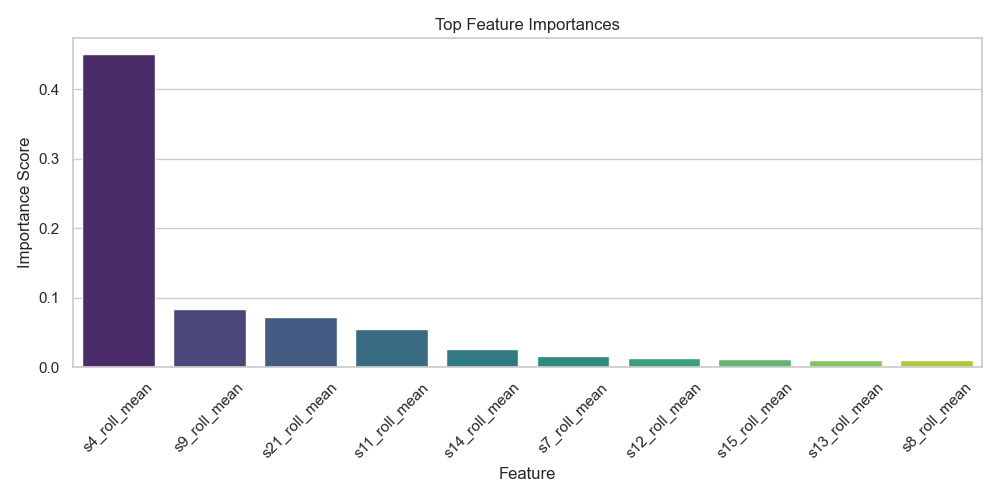 Top Feature Importances
Importance Score
0.4
0.3
0.2
0.1
0.0
s4_roll_mean
s9_roll_mean
s21_roll_mean
s11_roll_mean
s14_roll_mean
s7_roll_mean
s12_roll_mean
s15_roll_mean
s13_roll_mean
s8_roll_mean
Feature